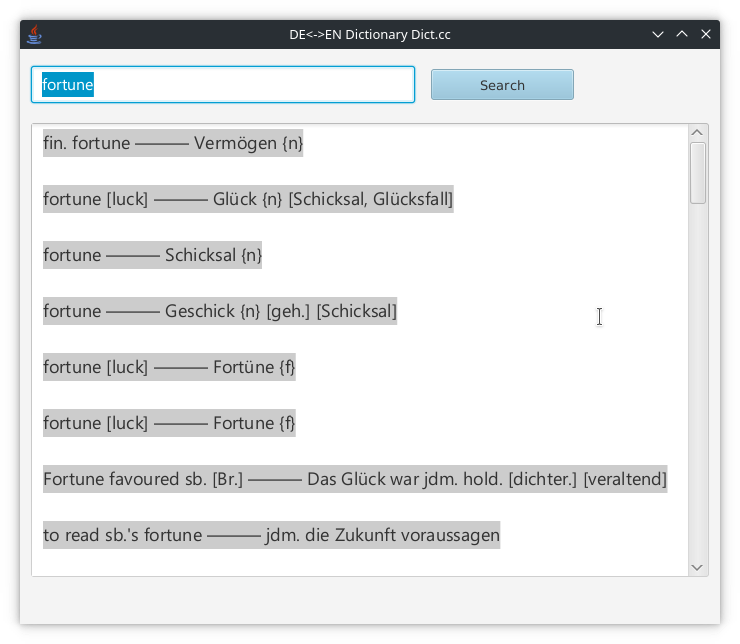 DE<->EN Dictionary Dict.cc
fortune
Search
fin. fortune ——— Vermögen {n}
fortune [luck] ——— Glück {n} [Schicksal, Glücksfall]
fortune ——— Schicksal {n}
fortune ——— Geschick {n} [geh.] [Schicksal]
fortune [luck] ——— Fortüne {f}
fortune [luck] ——— Fortune {f}
Fortune favoured sb. [Br.] ——— Das Glück war jdm. hold. [dichter.] [veraltend]
to read sb.'s fortune ——— jdm. die Zukunft voraussagen